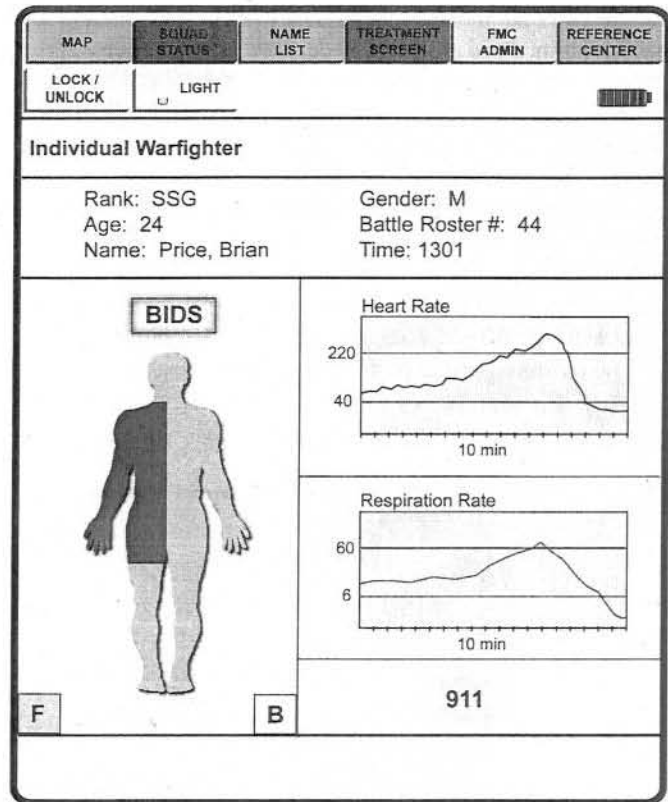 MAP
SQUAD STATUS
NAME LIST
TREATMENT SCREEN
FMC ADMIN
REFERENCE CENTER
LOCK / UNLOCK
LIGHT
Individual Warfighter
Rank: SSG
Gender: M
Age: 24
Battle Roster #: 44
Name: Price, Brian
Time: 1301
BIDS
Heart Rate
220
40
10 min
Respiration Rate
60
6
10 min
F
B
911